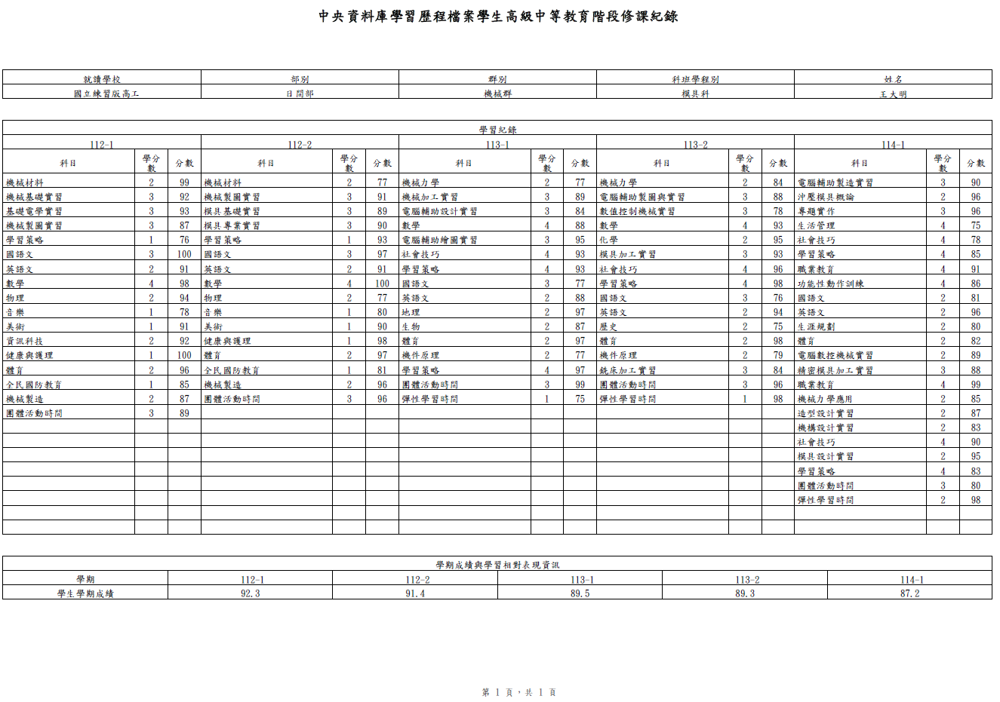 中央資料庫學習歷程檔案學生高級中等教育階段修課紀錄
就讀學校 部別 群別 科班學程別 姓名
國立練習版高工 日間部 機械群 模具科 王大明
學習紀錄
112-1 112-2 113-1 113-2 114-1
科目 學分數 分數 科目 學分數 分數 科目 學分數 分數 科目 學分數 分數 科目 學分數 分數
機械材料 2 99 機械材料 2 77 機械力學 2 77 機械力學 2 84 電腦輔助製造實習 3 90
機械基礎實習 3 92 機械製圖實習 3 91 機械加工實習 3 89 電腦輔助製圖與實習 3 88 沖壓模具概論 2 96
基礎電學實習 3 93 模具基礎實習 3 89 電腦輔助設計實習 3 84 數值控制機械實習 3 78 專題實作 3 96
機械製圖實習 3 87 模具專業實習 3 90 數學 4 88 數學 4 93 生活管理 4 75
學習策略 1 76 學習策略 1 93 電腦輔助繪圖實習 3 95 化學 2 95 社會技巧 4 78
國語文 3 100 國語文 3 97 社會技巧 4 93 模具加工實習 3 93 學習策略 4 85
英語文 2 91 英語文 2 91 學習策略 4 93 社會技巧 4 96 職業教育 4 91
數學 4 98 數學 4 100 國語文 3 77 學習策略 4 98 功能性動作訓練 4 86
物理 2 94 物理 2 77 英語文 2 88 國語文 3 76 國語文 2 81
音樂 1 78 音樂 1 80 地理 2 97 英語文 2 94 英語文 2 96
美術 1 91 美術 1 90 生物 2 87 歷史 2 75 生涯規劃 2 80
資訊科技 2 92 健康與護理 1 98 體育 2 97 體育 2 98 體育 2 82
健康與護理 1 100 體育 2 97 機件原理 2 77 機件原理 2 79 電腦數控機械實習 2 89
體育 2 96 全民國防教育 1 81 學習策略 4 97 銑床加工實習 3 84 精密模具加工實習 3 88
全民國防教育 1 85 機械製造 2 96 團體活動時間 3 99 團體活動時間 3 96 職業教育 4 99
機械製造 2 87 團體活動時間 3 96 彈性學習時間 1 75 彈性學習時間 1 98 機械力學應用 2 85
團體活動時間 3 89 造型設計實習 2 87
機構設計實習 2 83
社會技巧 4 90
模具設計實習 2 95
學習策略 4 83
團體活動時間 3 80
彈性學習時間 2 98
學期成績與學習相對表現資訊
學期 112-1 112-2 113-1 113-2 114-1
學生學期成績 92.3 91.4 89.5 89.3 87.2
第 1 頁，共 1 頁